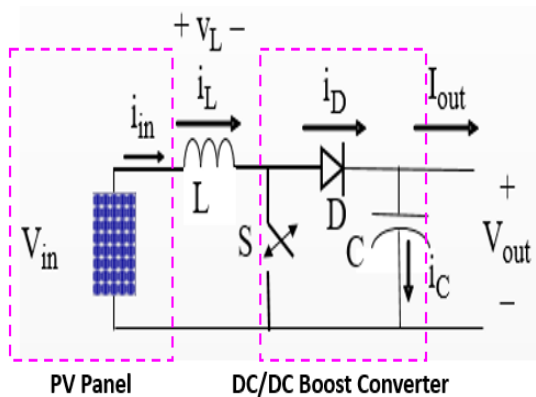 + vL −
iin
iL
iD
Iout
L
D
Vin
S
C
iC
+
Vout
−
PV Panel
DC/DC Boost Converter